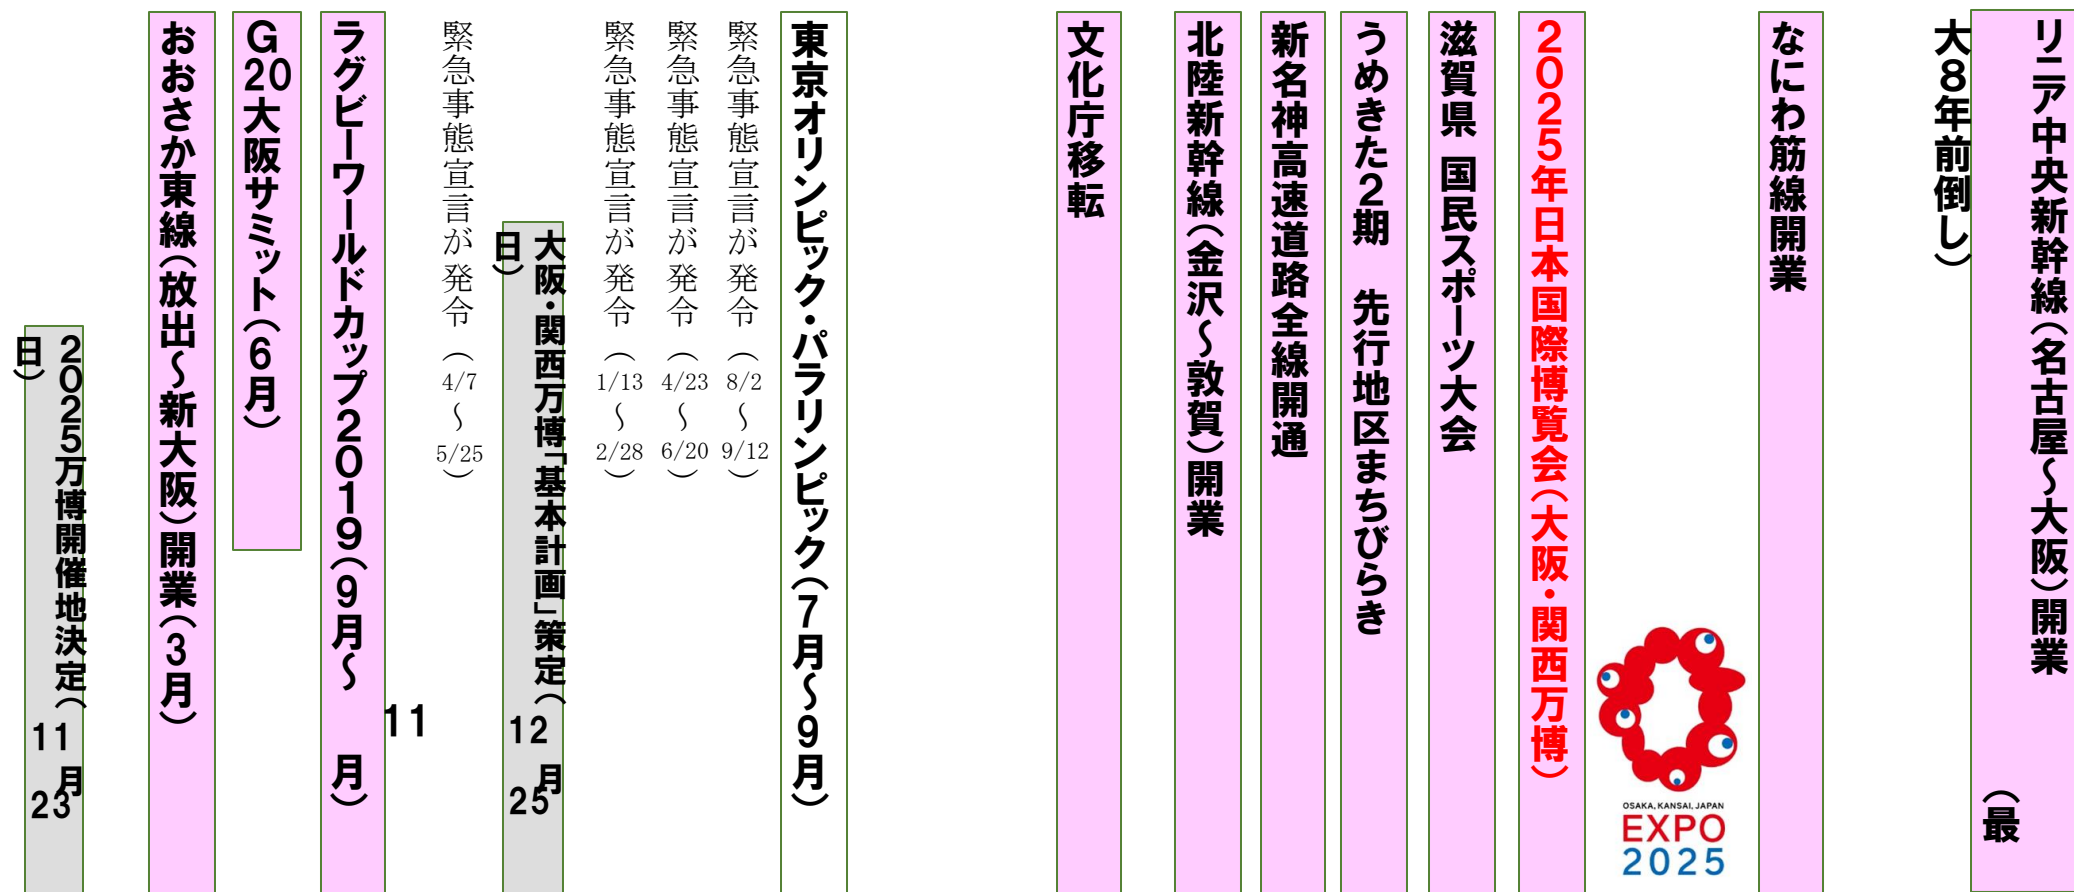 2025万博開催地決定(11月23日)
おおさか東線(放出~新大阪)開業(3月)
G20大阪サミット(6月)
ラグビーワールドカップ2019(9月~11月)
緊急事態宣言が発令(4/7~5/25)
大阪・関西万博「基本計画」策定(12月25日)
緊急事態宣言が発令(1/13~2/28)
緊急事態宣言が発令(4/23~6/20)
緊急事態宣言が発令(8/2~9/12)
東京オリンピック・パラリンピック(7月~9月)
文化庁移転
北陸新幹線(金沢~敦賀)開業
新名神高速道路全線開通
うめきた2期 先行地区まちびらき
滋賀県 国民スポーツ大会
2025年日本国際博覧会(大阪・関西万博)
OSAKA, KANSAI, JAPAN
EXPO
2025
なにわ筋線開業
リニア中央新幹線(名古屋~大阪)開業
(最大8年前倒し)